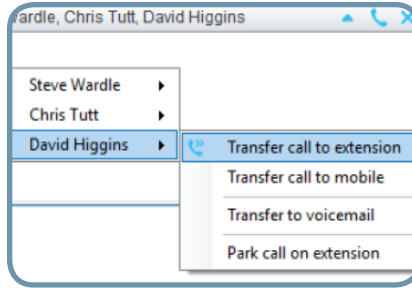 Chris Tutt, David Higgins
Steve Wardle
Chris Tutt
David Higgins
Transfer call to extension
Transfer call to mobile
Transfer to voicemail
Park call on extension